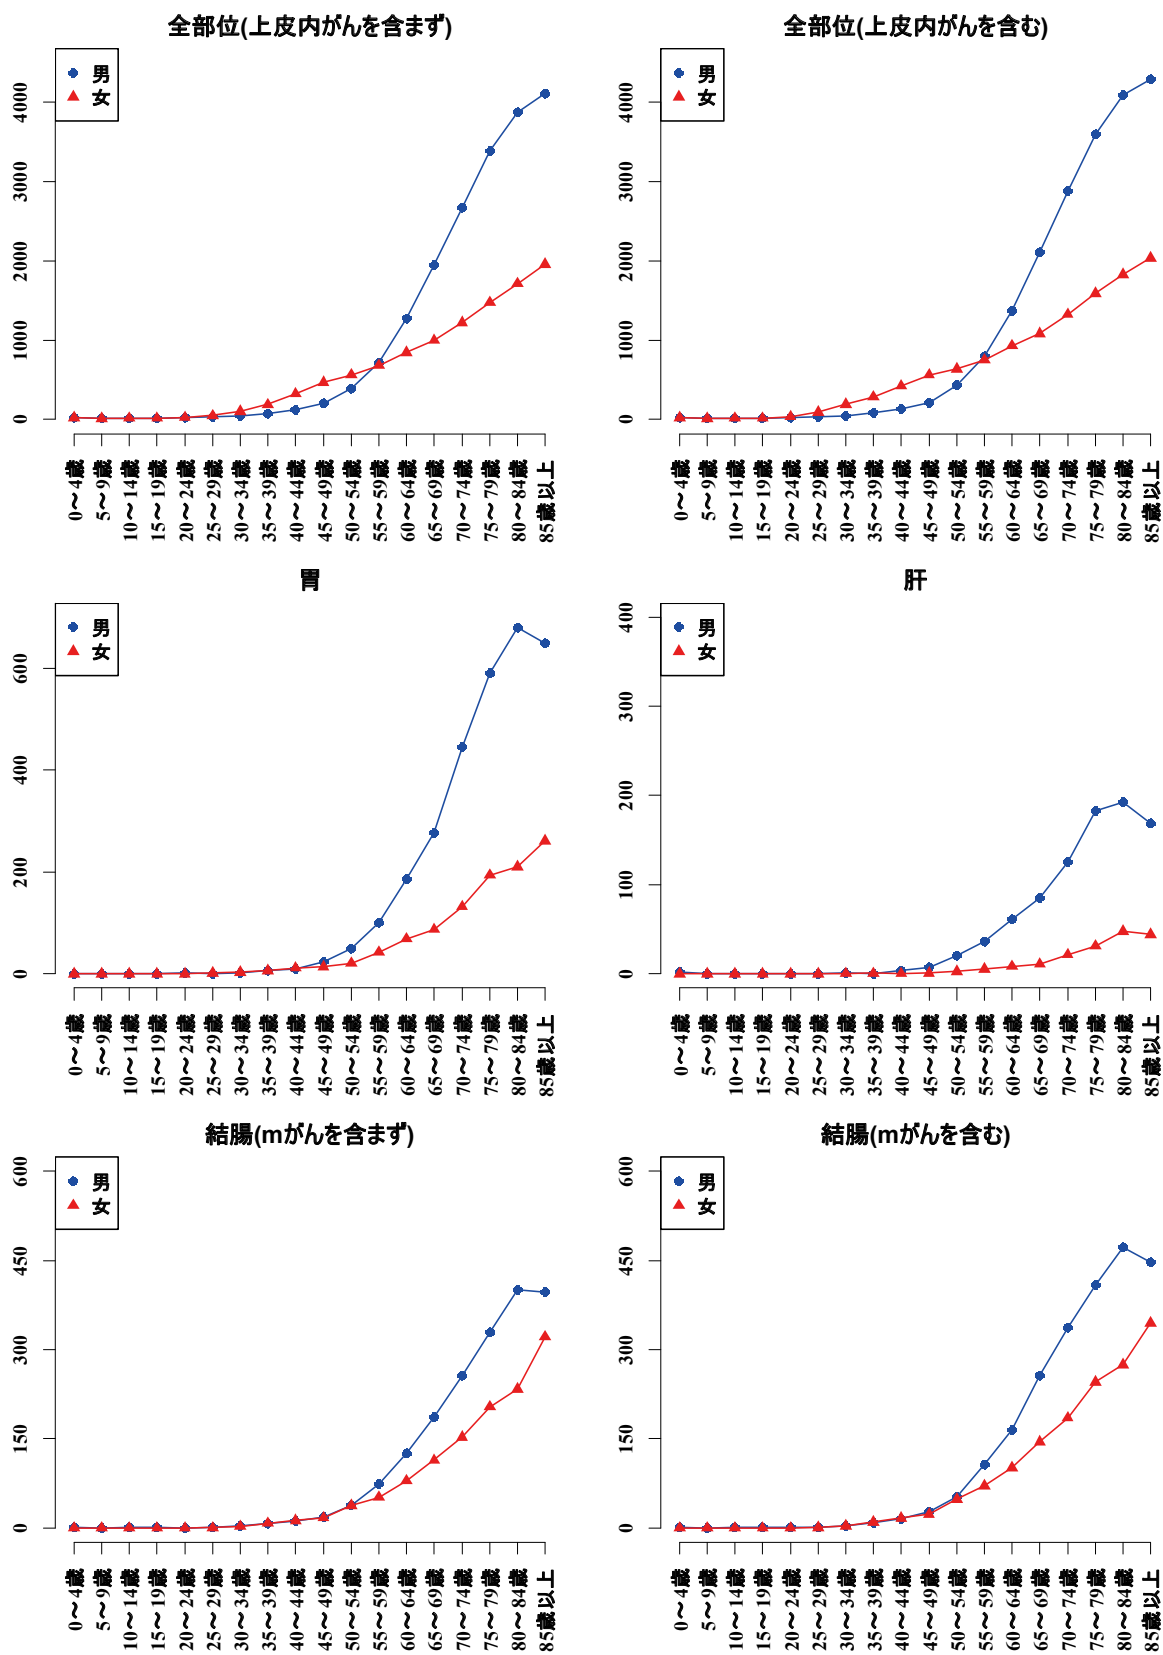 全部位(上皮内がんを含まず)
男
女
4000
3000
2000
1000
0
0～4歳
5～9歳
10～14歳
15～19歳
20～24歳
25～29歳
30～34歳
35～39歳
40～44歳
45～49歳
50～54歳
55～59歳
60～64歳
65～69歳
70～74歳
75～79歳
80～84歳
85歳以上
全部位(上皮内がんを含む)
男
女
4000
3000
2000
1000
0
0～4歳
5～9歳
10～14歳
15～19歳
20～24歳
25～29歳
30～34歳
35～39歳
40～44歳
45～49歳
50～54歳
55～59歳
60～64歳
65～69歳
70～74歳
75～79歳
80～84歳
85歳以上
胃
男
女
600
400
200
0
0～4歳
5～9歳
10～14歳
15～19歳
20～24歳
25～29歳
30～34歳
35～39歳
40～44歳
45～49歳
50～54歳
55～59歳
60～64歳
65～69歳
70～74歳
75～79歳
80～84歳
85歳以上
肝
男
女
400
300
200
100
0
0～4歳
5～9歳
10～14歳
15～19歳
20～24歳
25～29歳
30～34歳
35～39歳
40～44歳
45～49歳
50～54歳
55～59歳
60～64歳
65～69歳
70～74歳
75～79歳
80～84歳
85歳以上
結腸(mがんを含まず)
男
女
600
450
300
150
0
0～4歳
5～9歳
10～14歳
15～19歳
20～24歳
25～29歳
30～34歳
35～39歳
40～44歳
45～49歳
50～54歳
55～59歳
60～64歳
65～69歳
70～74歳
75～79歳
80～84歳
85歳以上
結腸(mがんを含む)
男
女
600
450
300
150
0
0～4歳
5～9歳
10～14歳
15～19歳
20～24歳
25～29歳
30～34歳
35～39歳
40～44歳
45～49歳
50～54歳
55～59歳
60～64歳
65～69歳
70～74歳
75～79歳
80～84歳
85歳以上